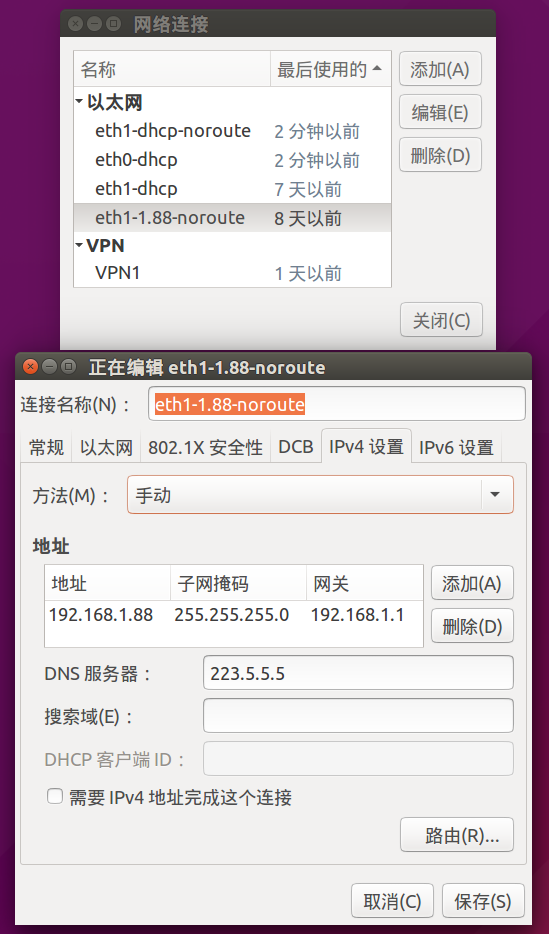 网络连接
名称 最后使用的
添加(A)
以太网
eth1-dhcp-noroute 2 分钟以前
编辑(E)
eth0-dhcp 2 分钟以前
删除(D)
eth1-dhcp 7 天以前
eth1-1.88-noroute 8 天以前
VPN
VPN1 1 天以前
关闭(C)
正在编辑 eth1-1.88-noroute
连接名称(N)： eth1-1.88-noroute
常规 以太网 802.1X 安全性 DCB IPv4 设置 IPv6 设置
方法(M)： 手动
地址
地址 子网掩码 网关
添加(A)
192.168.1.88 255.255.255.0 192.168.1.1
删除(D)
DNS 服务器： 223.5.5.5
搜索域(E)：
DHCP 客户端 ID：
需要 IPv4 地址完成这个连接
路由(R)...
取消(C) 保存(S)